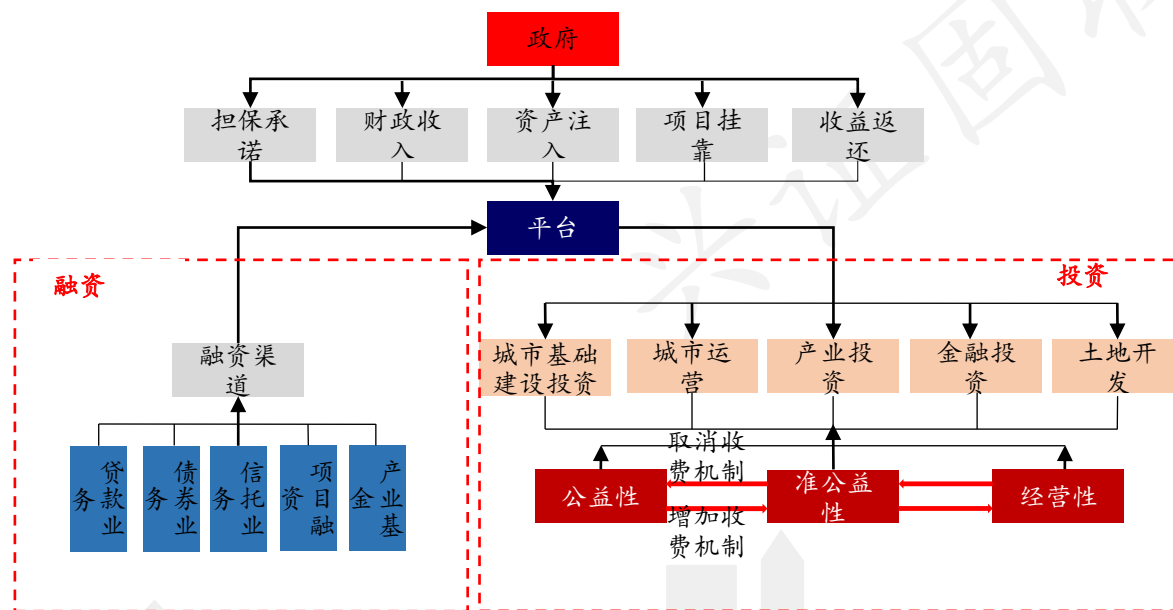 政府
担保承
诺
财政收
入
资产注
入
项目挂
靠
收益返
还
平台
融资
投资
融资渠
道
城市基础
建设投资
城市运
营
产业投
资
金融投
资
土地开
发
取消收
费机制
公益性
准公益
性
经营性
增加收
费机制
贷款业
务
债券业
务
信托业
务
项目融
资
产业基
金
兴证固收